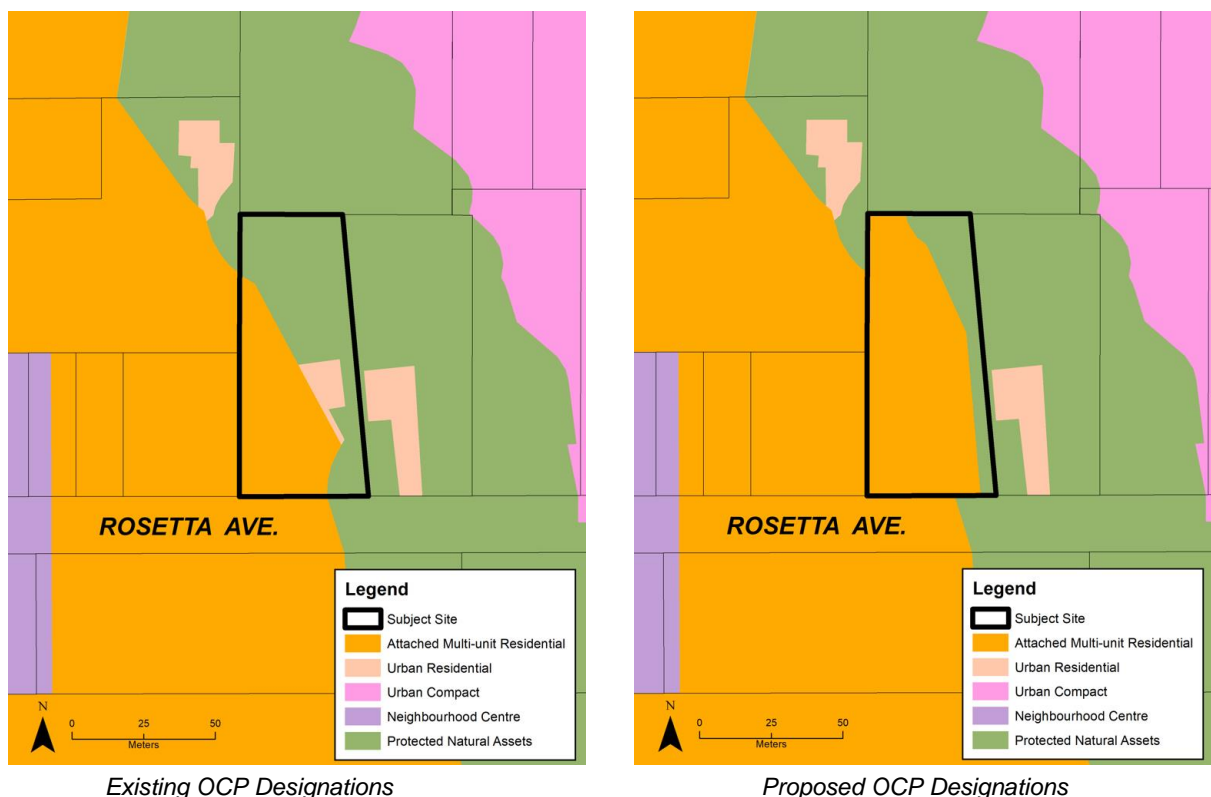 ROSETTA AVE.
Legend
Subject Site
Attached Multi-unit Residential
Urban Residential
Urban Compact
Neighbourhood Centre
Protected Natural Assets
N
0 25 50
Meters
Existing OCP Designations
ROSETTA AVE.
Legend
Subject Site
Attached Multi-unit Residential
Urban Residential
Urban Compact
Neighbourhood Centre
Protected Natural Assets
N
0 25 50
Meters
Proposed OCP Designations